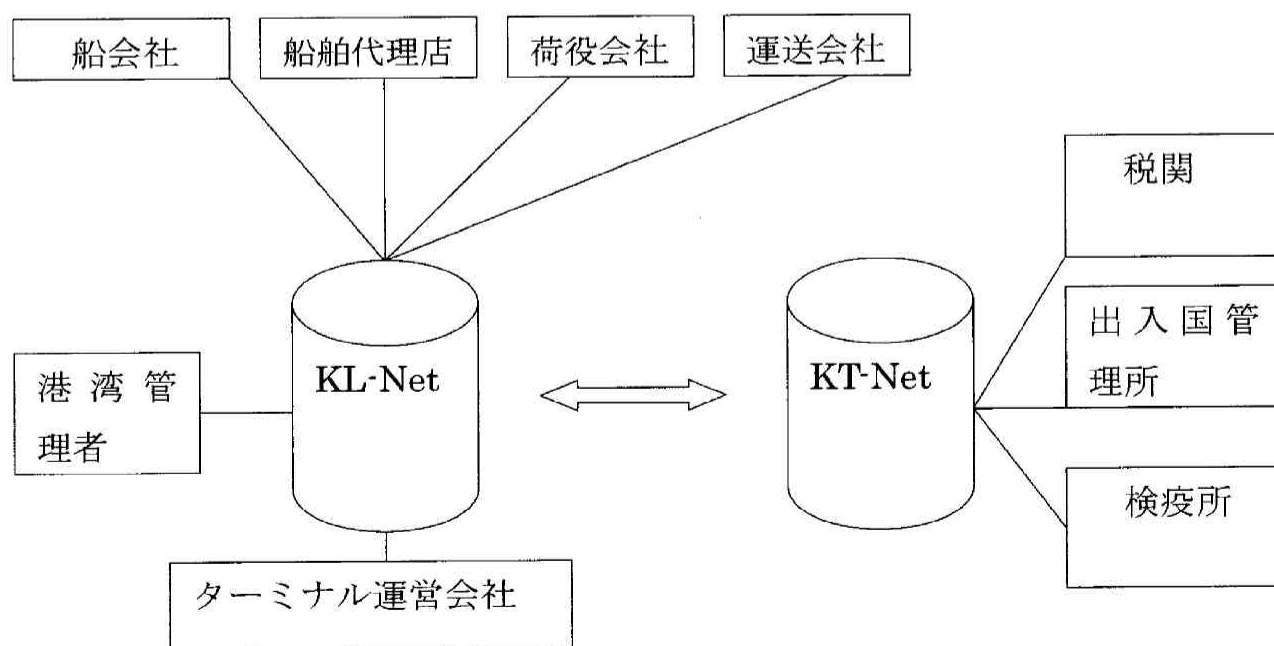 船会社
船舶代理店
荷役会社
運送会社
税関
出入国管
理所
KL-Net
KT-Net
港湾管
理者
検疫所
ターミナル運営会社